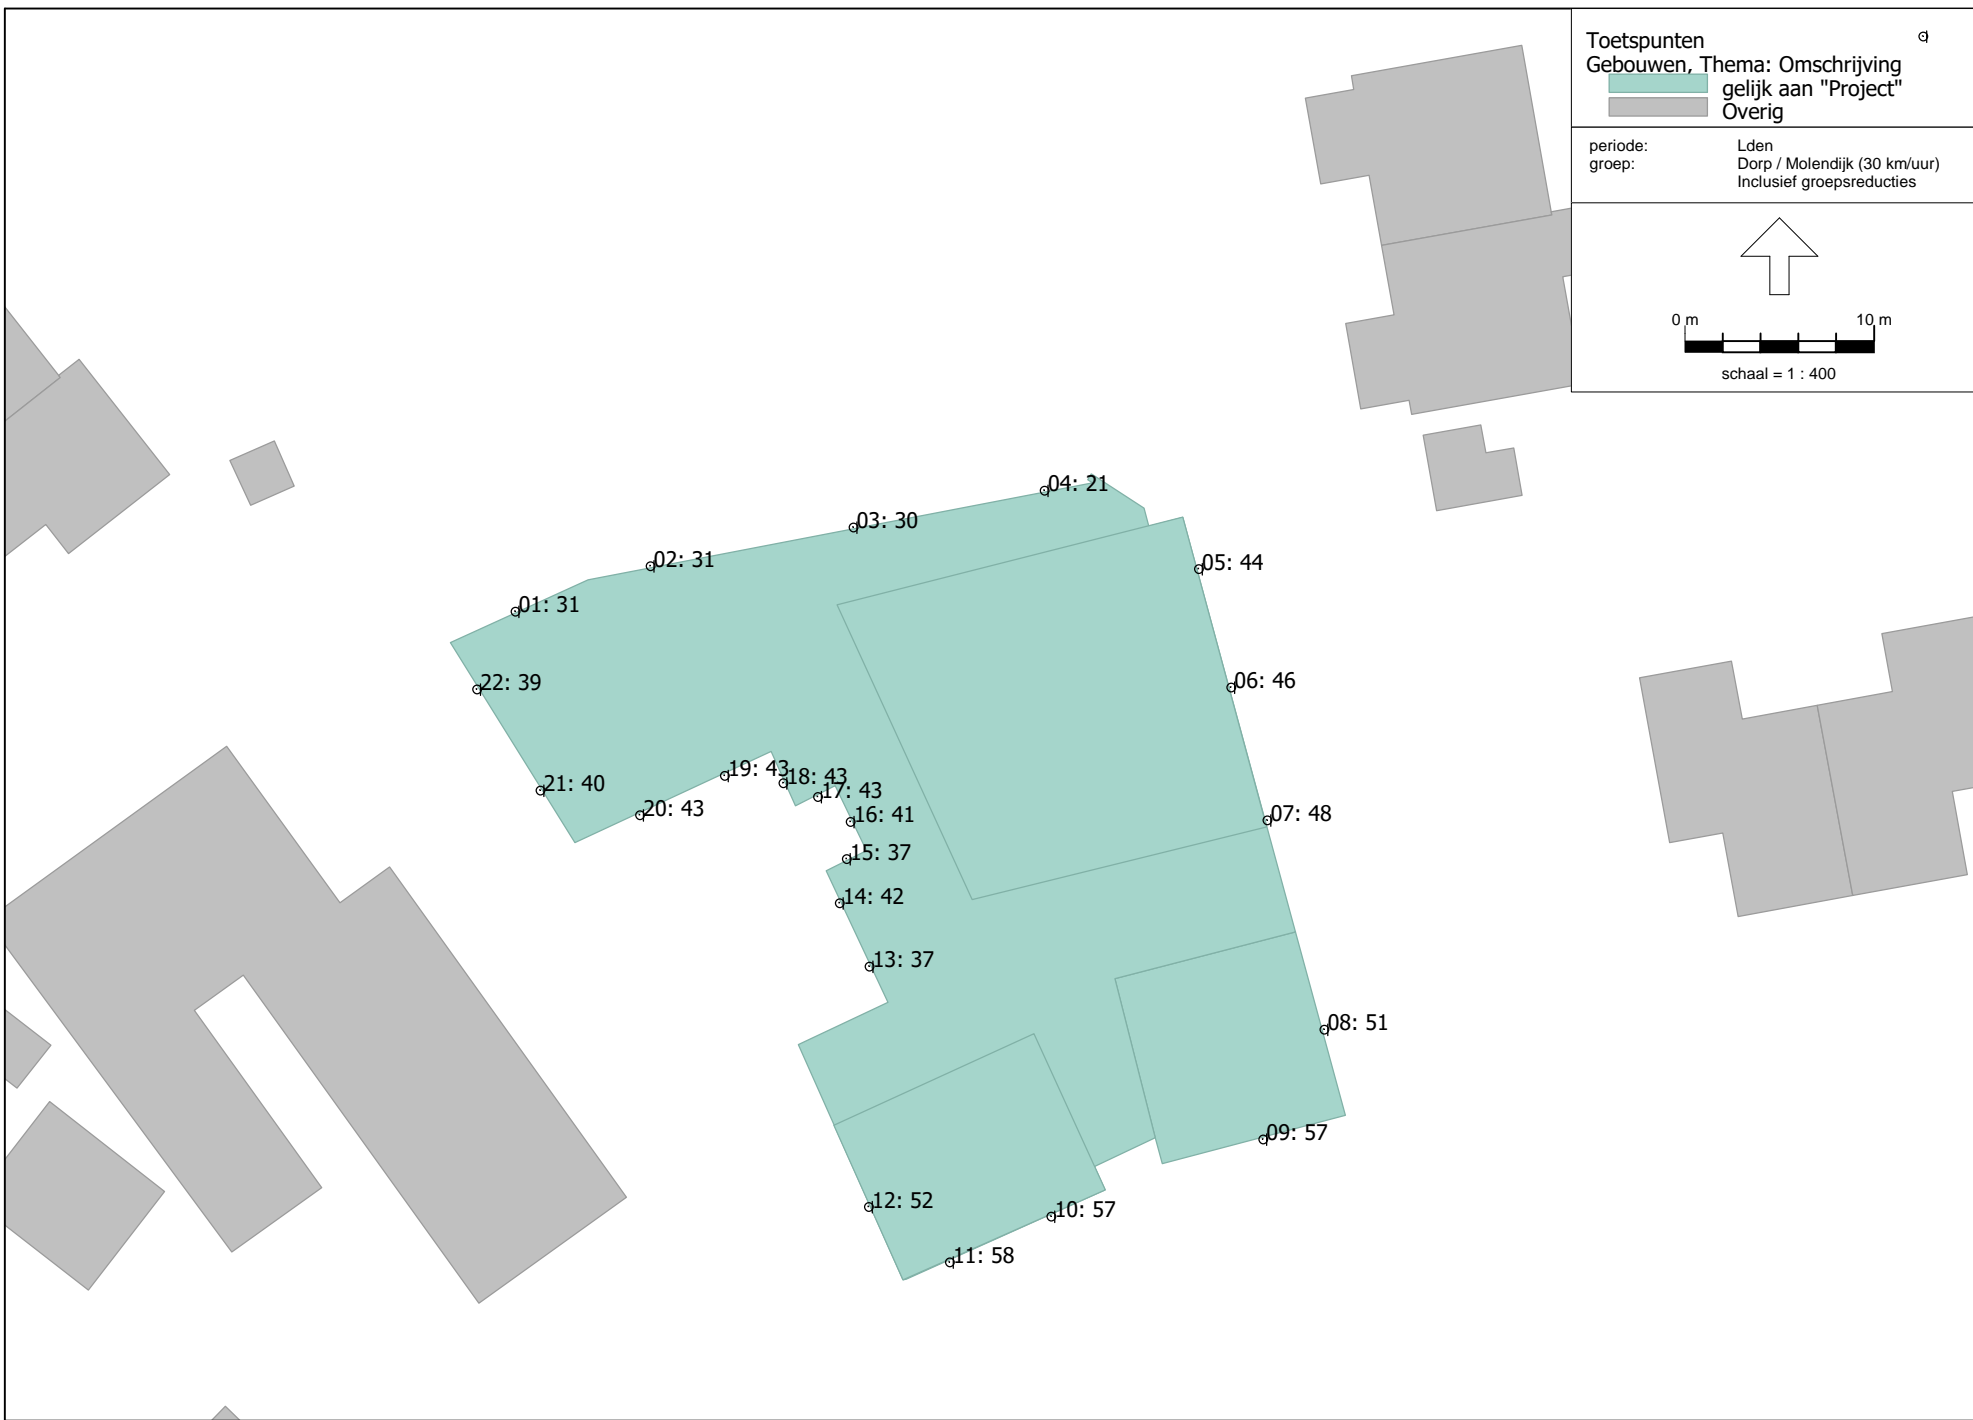 Toetspunten
Gebouwen, Thema: Omschrijving
gelijk aan "Project"
Overig
periode: Lden
groep: Dorp / Molendijk (30 km/uur)
Inclusief groepsreducties
0 m 10 m
schaal = 1 : 400
04: 21
03: 30
02: 31
05: 44
01: 31
22: 39
06: 46
19: 43
18: 43
21: 40
17: 43
20: 43
16: 41
07: 48
15: 37
14: 42
13: 37
08: 51
09: 57
12: 52
10: 57
11: 58